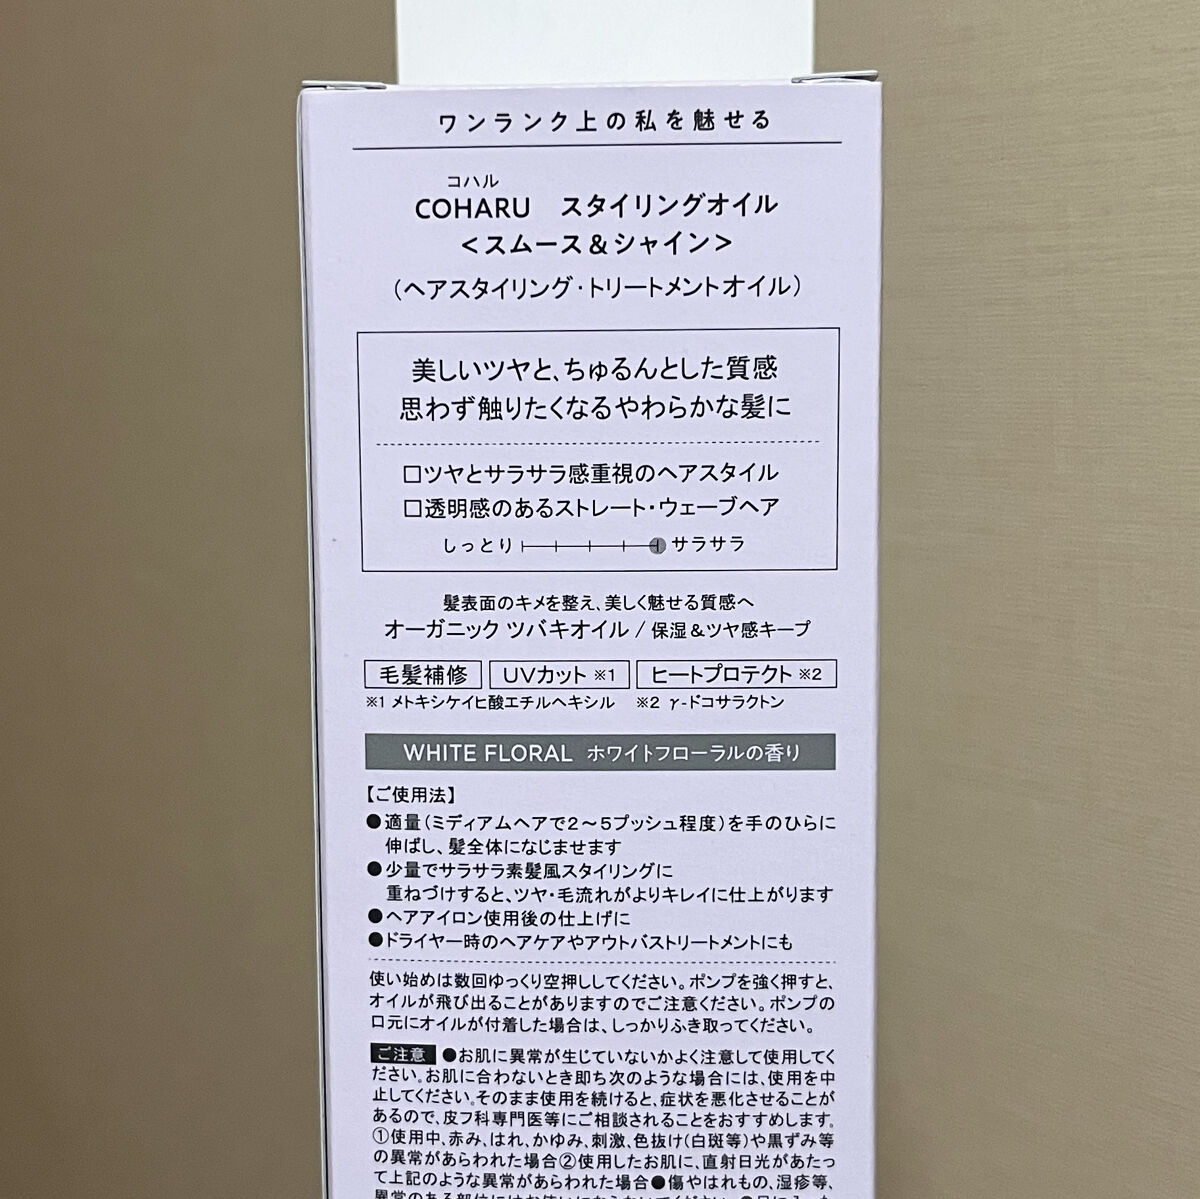 ワンランク上の私を魅せる
コハル
COHARU スタイリングオイル
<スムース&シャイン>
(ヘアスタイリング・トリートメントオイル)
美しいツヤと、ちゅるんとした質感
思わず触りたくなるやわらかな髪に
□ツヤとサラサラ感重視のヘアスタイル
□透明感のあるストレート・ウェーブヘア
しっとり サラサラ
髪表面のキメを整え、美しく魅せる質感へ
オーガニック ツバキオイル / 保湿&ツヤ感キープ
毛髪補修 UVカット ※1 ヒートプロテクト ※2
※1 メトキシケイヒ酸エチルヘキシル ※2 γ-ドコサラクトン
WHITE FLORAL ホワイトフローラルの香り
【ご使用法】
●適量(ミディアムヘアで2〜5プッシュ程度)を手のひらに
伸ばし、髪全体になじませます
●少量でサラサラ素髪風スタイリングに
重ねづけすると、ツヤ・毛流れがよりキレイに仕上がります
●ヘアアイロン使用後の仕上げに
●ドライヤー時のヘアケアやアウトバストリートメントにも
使い始めは数回ゆっくり空押ししてください。ポンプを強く押すと、
オイルが飛び出ることがありますのでご注意ください。ポンプの
口元にオイルが付着した場合は、しっかりふき取ってください。
ご注意 ●お肌に異常が生じていないかよく注意して使用してく
ださい。お肌に合わないとき即ち次のような場合には、使用を中
止してください。そのまま使用を続けると、症状を悪化させることが
あるので、皮フ科専門医等にご相談されることをおすすめします。
①使用中、赤み、はれ、かゆみ、刺激、色抜け(白斑等)や黒ずみ等
の異常があらわれた場合②使用したお肌に、直射日光があたっ
て上記のような異常があらわれた場合●傷やはれもの、湿疹等、
異常のある部位にはお使いにならないでください。●目に入った